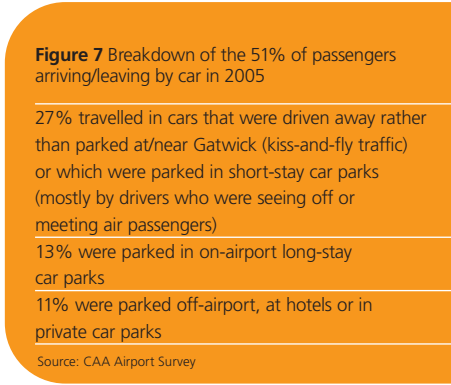 Figure 7 Breakdown of the 51% of passengers
arriving/leaving by car in 2005
27% travelled in cars that were driven away rather
than parked at/near Gatwick (kiss-and-fly traffic)
or which were parked in short-stay car parks
(mostly by drivers who were seeing off or
meeting air passengers)
13% were parked in on-airport long-stay
car parks
11% were parked off-airport, at hotels or in
private car parks
Source: CAA Airport Survey